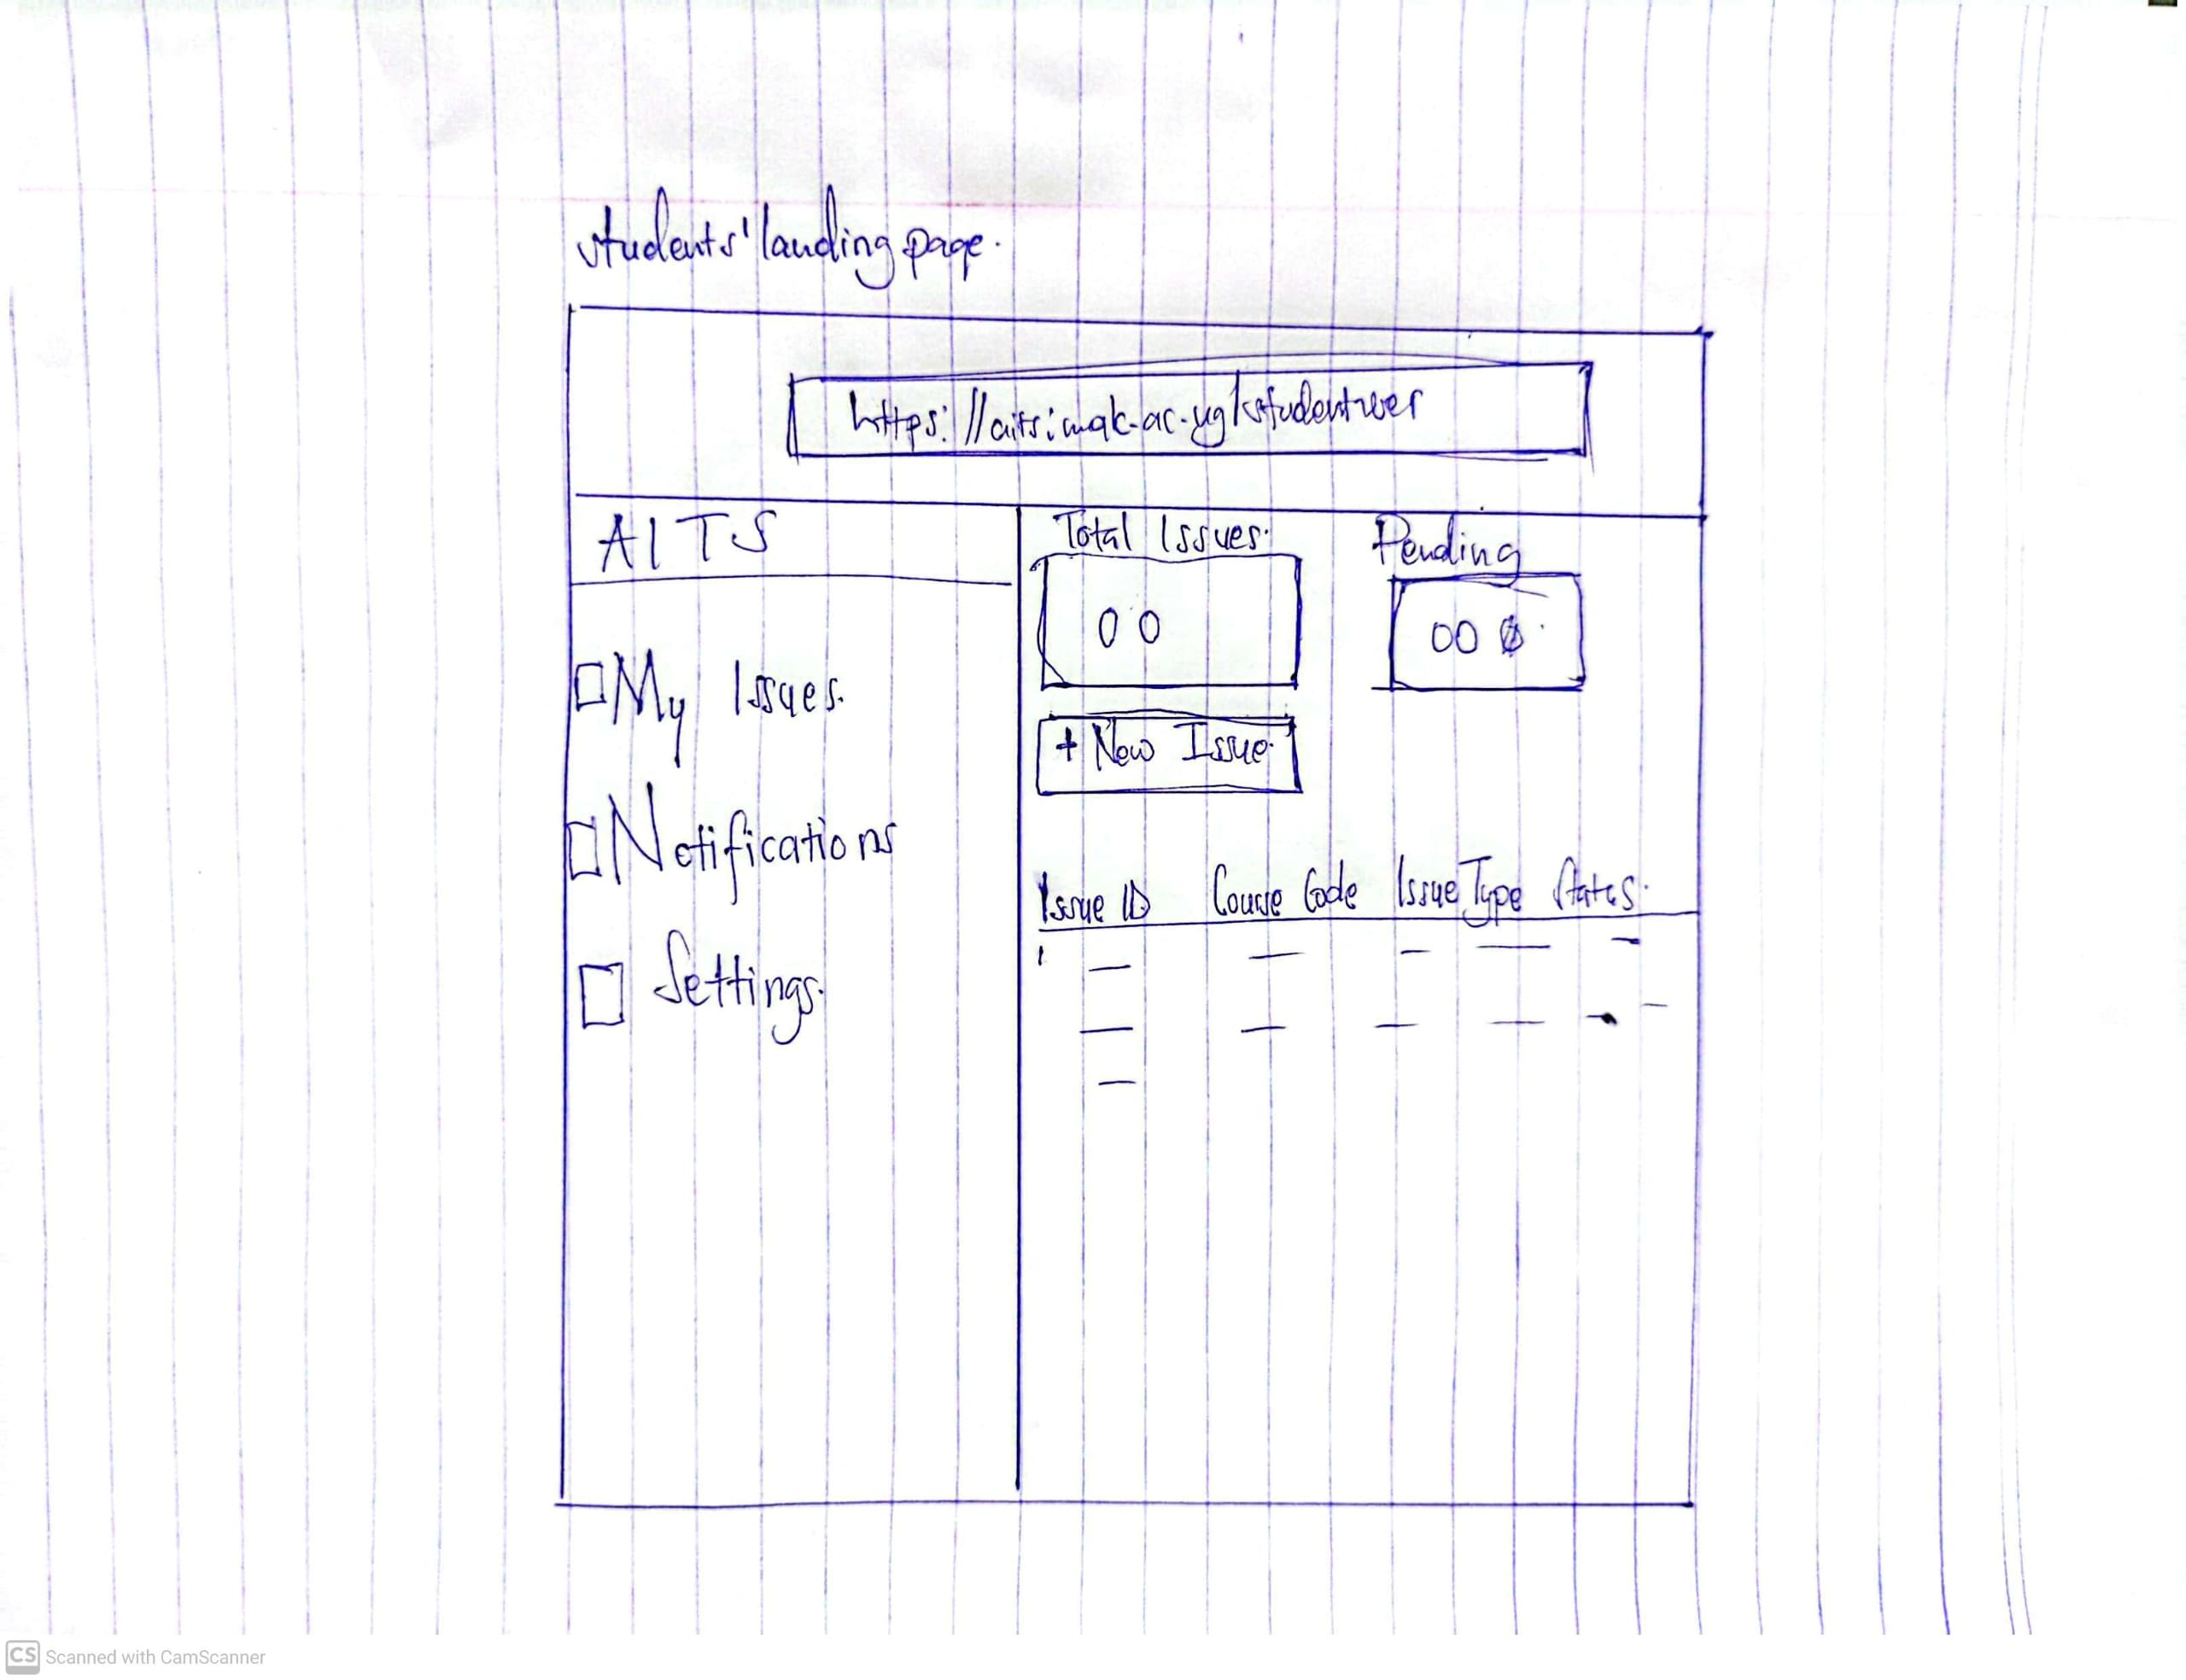 students' landing page.
https://aits.mak.ac.ug/studentuser
AITS
My Issues.
Notifications
Settings.
Total Issues.
00
Pending
00
+ New Issue.
Issue ID Course Code Issue Type Status.
CS Scanned with CamScanner